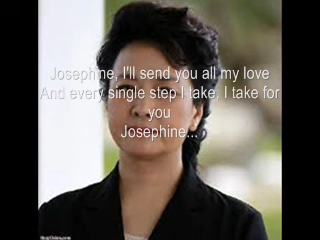 Josephine, I'll send you all my love
And every single step I take, I take for
you
Josephine...